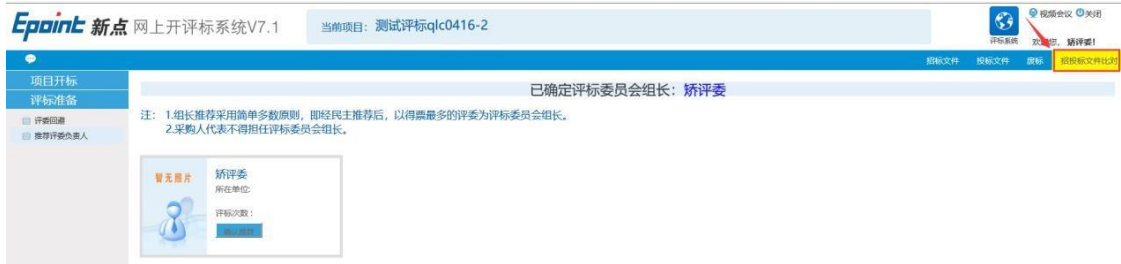 Epoint 新点 网上开评标系统V7.1
当前项目：测试评标qlc0416-2
视频会议 关闭
评标系统
欢迎您，矫评委!
招标文件 投标文件 废标 招投标文件比对
项目开标
评标准备
评委回避
推荐评委负责人
已确定评标委员会组长：矫评委
注： 1.组长推荐采用简单多数原则，即经民主推荐后，以得票最多的评委为评标委员会组长。
2.采购人代表不得担任评标委员会组长。
暂无照片
矫评委
所在单位:
评标次数：
确认推荐